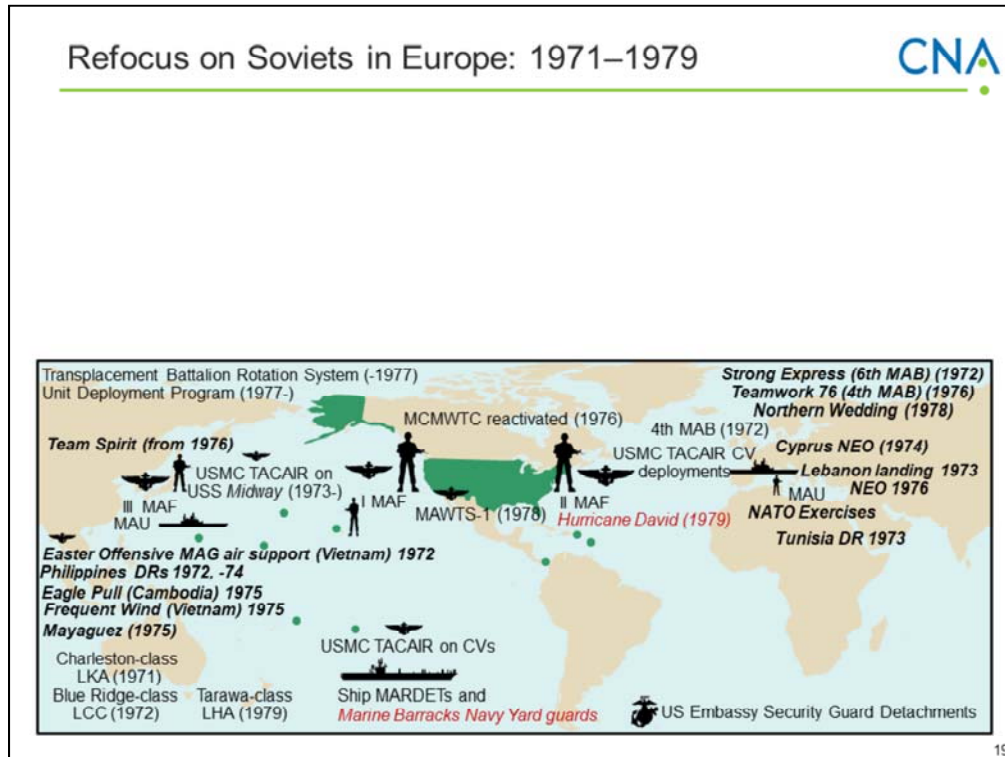 Refocus on Soviets in Europe: 1971–1979
CNA
Transplacement Battalion Rotation System (-1977)
Unit Deployment Program (1977-)
Team Spirit (from 1976)
USMC TACAIR on
USS Midway (1973-)
III MAF
MAU
MCMWTC reactivated (1976)
I MAF
MAWTS-1 (1978)
4th MAB (1972)
USMC TACAIR CV
deployments
II MAF
Hurricane David (1979)
Strong Express (6th MAB) (1972)
Teamwork 76 (4th MAB) (1976)
Northern Wedding (1978)
Cyprus NEO (1974)
Lebanon landing 1973
NEO 1976
MAU
NATO Exercises
Tunisia DR 1973
Easter Offensive MAG air support (Vietnam) 1972
Philippines DRs 1972, -74
Eagle Pull (Cambodia) 1975
Frequent Wind (Vietnam) 1975
Mayaguez (1975)
Charleston-class
LKA (1971)
Blue Ridge-class
LCC (1972)
Tarawa-class
LHA (1979)
USMC TACAIR on CVs
Ship MARDETs and
Marine Barracks Navy Yard guards
US Embassy Security Guard Detachments
19